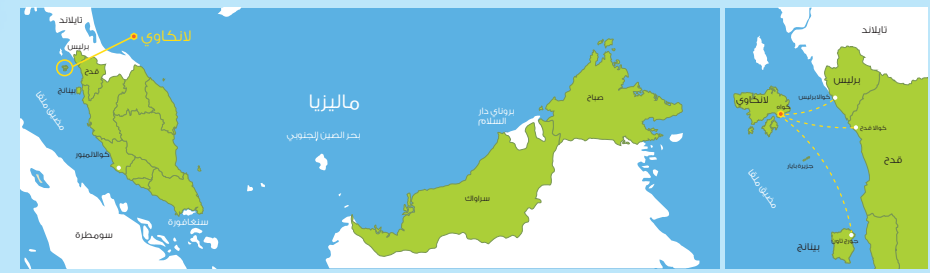 تايلاند
لانكاوي
برليس
قدح
بينانج
مضيق ملقا
كوالالمبور
سنغافورة
سومطرة
ماليزيا
بحر الصين الجنوبي
بروناي دار
السلام
صباح
سراواك
تايلاند
برليس
لانكاوي
كواه
كوالا برليس
كوالا قدح
قدح
جزيرة بايار
مضيق ملقا
بينانج
جورج تاون